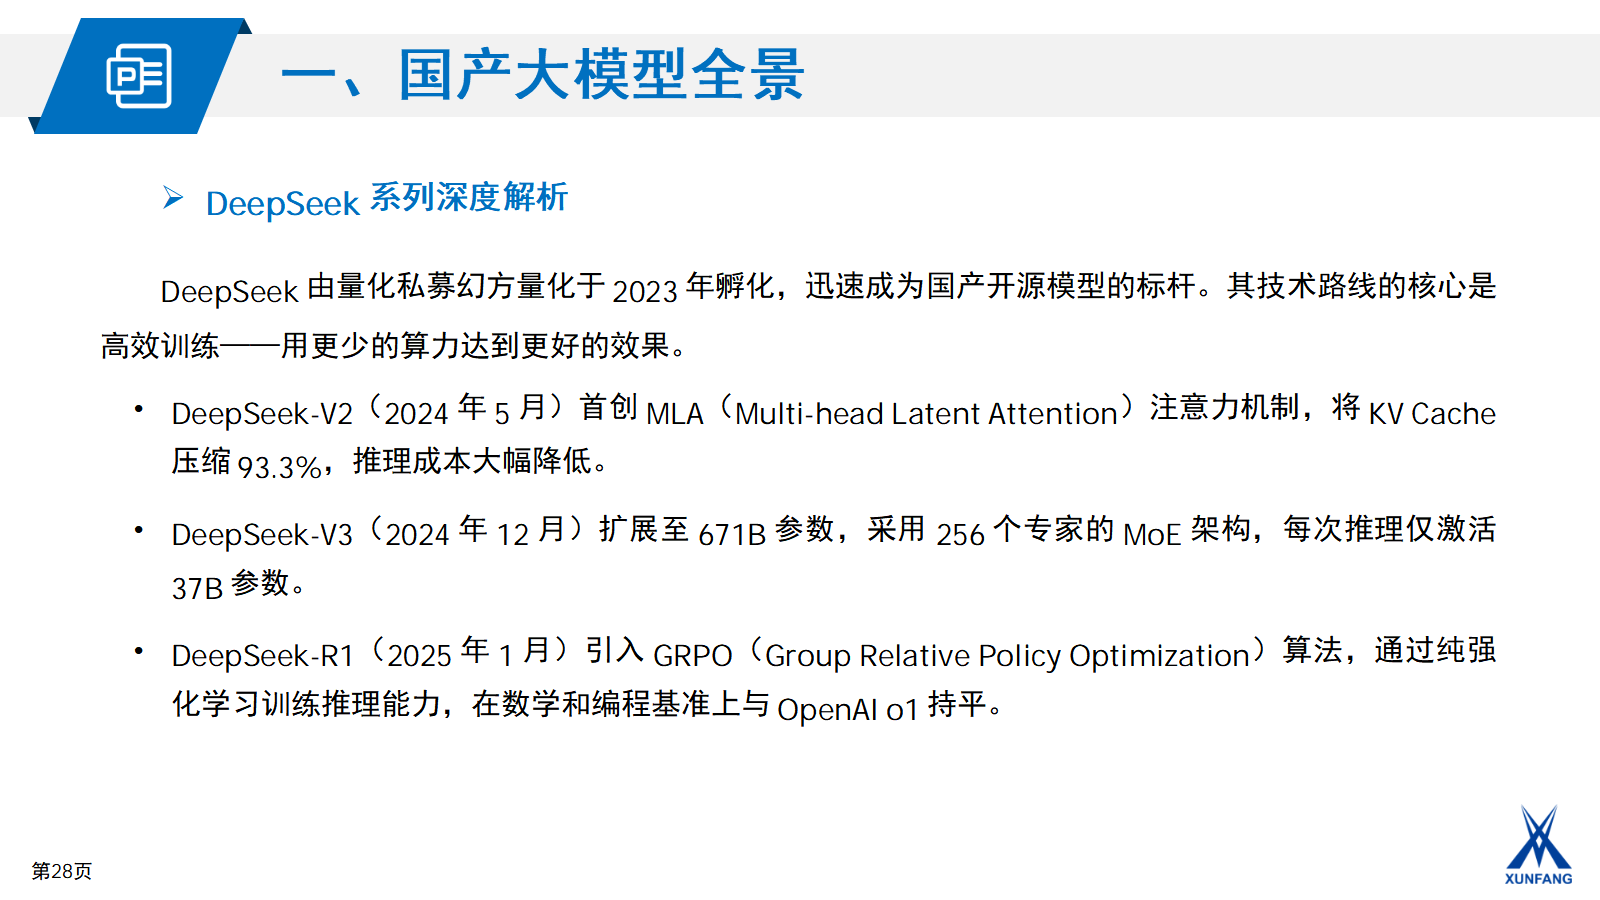 一、国产大模型全景
DeepSeek 系列深度解析
DeepSeek 由量化私募幻方量化于 2023 年孵化，迅速成为国产开源模型的标杆。其技术路线的核心是
高效训练——用更少的算力达到更好的效果。
• DeepSeek-V2（2024 年 5 月）首创 MLA（Multi-head Latent Attention）注意力机制，将 KV Cache
压缩 93.3%，推理成本大幅降低。
• DeepSeek-V3（2024 年 12 月）扩展至 671B 参数，采用 256 个专家的 MoE 架构，每次推理仅激活
37B 参数。
• DeepSeek-R1（2025 年 1 月）引入 GRPO（Group Relative Policy Optimization）算法，通过纯强
化学习训练推理能力，在数学和编程基准上与 OpenAI o1 持平。
第28页
XUNFANG